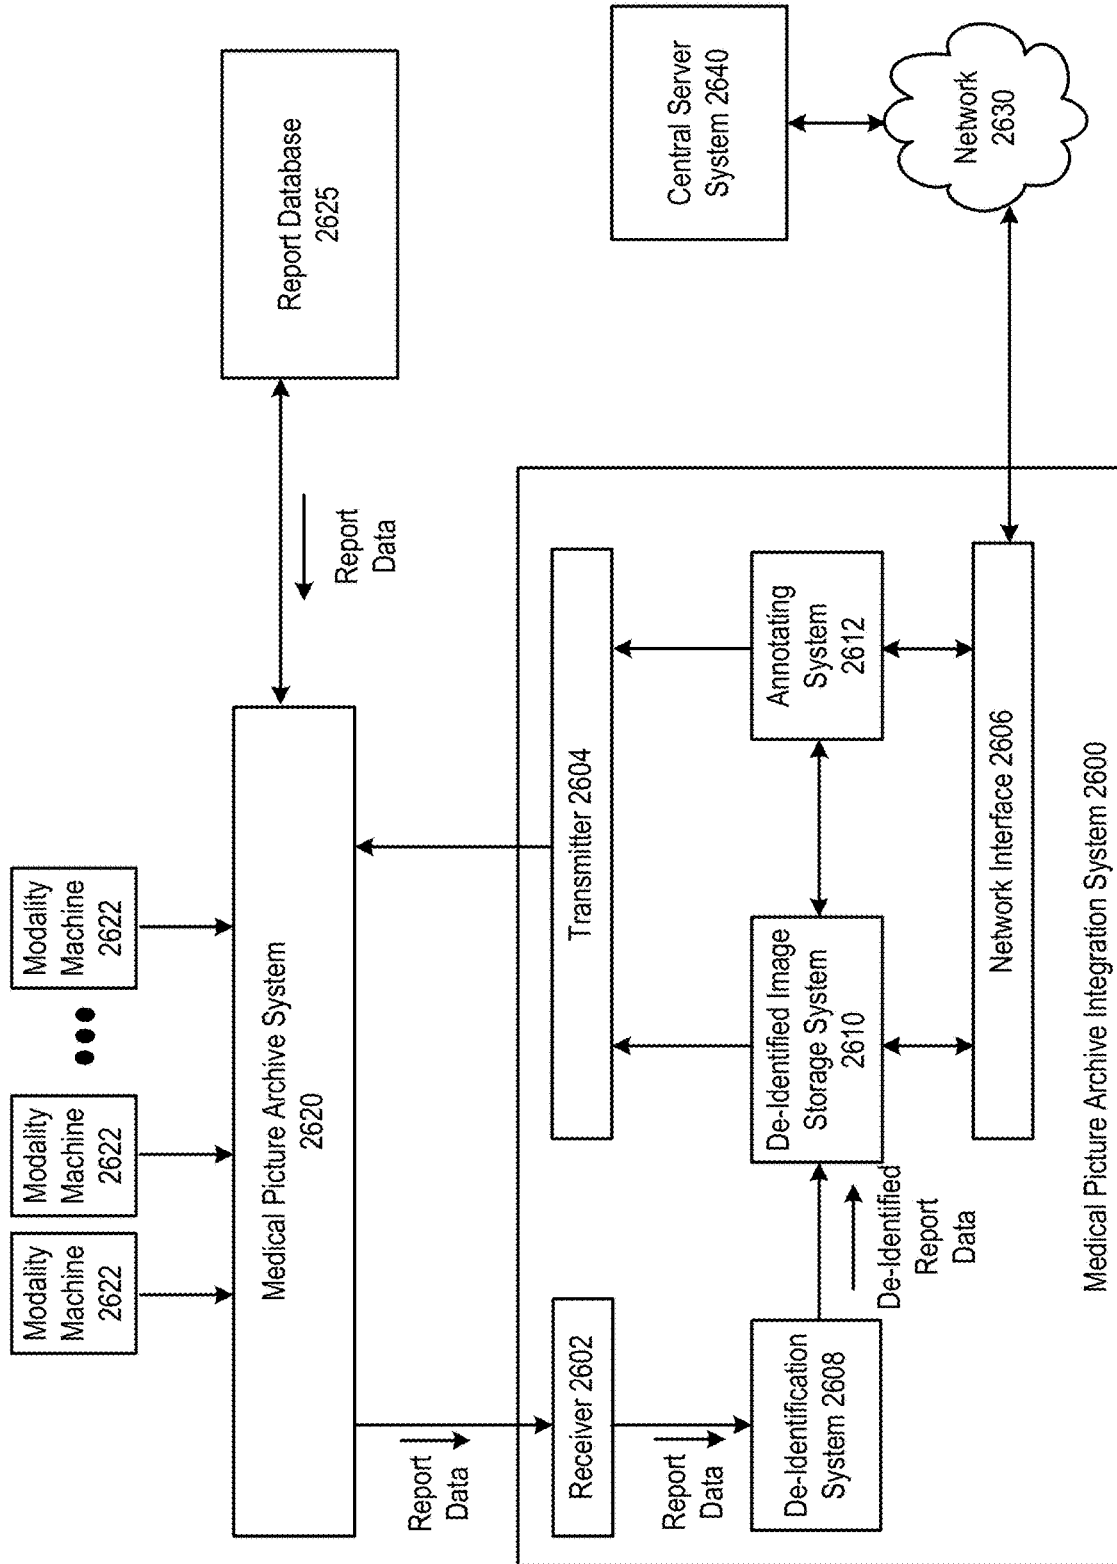 Modality
Machine
2622
Modality
Machine
2622
Modality
Machine
2622
Medical Picture Archive System
2620
Report Database
2625
Report
Data
Report
Data
Receiver 2602
Report
Data
De-Identification
System 2608
De-Identified
Report
Data
Transmitter 2604
De-Identified Image
Storage System
2610
Annotating
System
2612
Network Interface 2606
Medical Picture Archive Integration System 2600
Central Server
System 2640
Network
2630